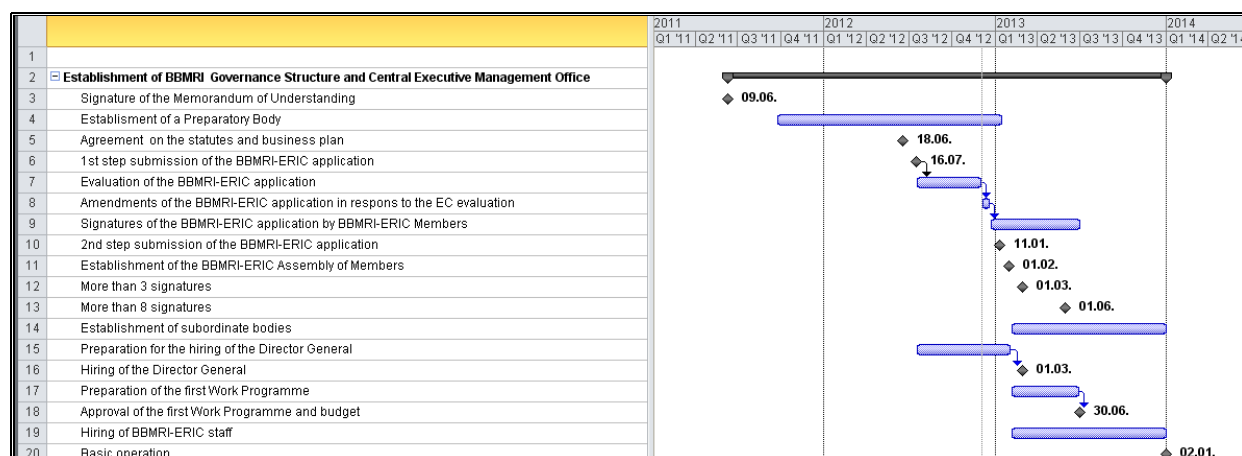 2011 2012 2013 2014
Q1 '11 Q2 '11 Q3 '11 Q4 '11 Q1 '12 Q2 '12 Q3 '12 Q4 '12 Q1 '13 Q2 '13 Q3 '13 Q4 '13 Q1 '14 Q2 '14
1
2 Establishment of BBMRI Governance Structure and Central Executive Management Office
3 Signature of the Memorandum of Understanding 09.06.
4 Establisment of a Preparatory Body
5 Agreement on the statutes and business plan 18.06.
6 1st step submission of the BBMRI-ERIC application 16.07.
7 Evaluation of the BBMRI-ERIC application
8 Amendments of the BBMRI-ERIC application in respons to the EC evaluation
9 Signatures of the BBMRI-ERIC application by BBMRI-ERIC Members
10 2nd step submission of the BBMRI-ERIC application 11.01.
11 Establishment of the BBMRI-ERIC Assembly of Members 01.02.
12 More than 3 signatures 01.03.
13 More than 8 signatures 01.06.
14 Establishment of subordinate bodies
15 Preparation for the hiring of the Director General
16 Hiring of the Director General 01.03.
17 Preparation of the first Work Programme
18 Approval of the first Work Programme and budget 30.06.
19 Hiring of BBMRI-ERIC staff
20 Basic operation 02.01.